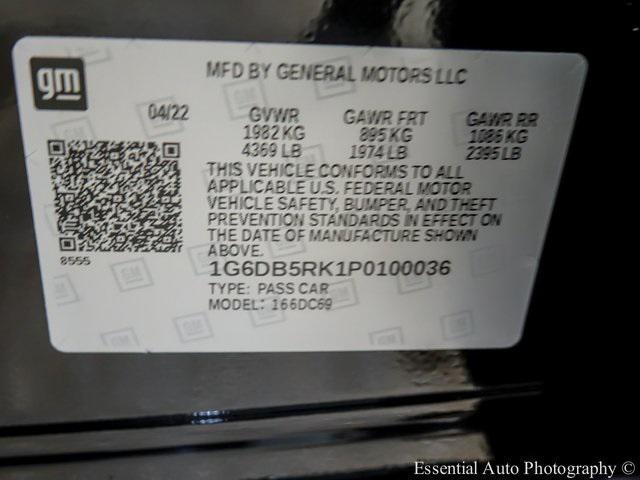 gm
MFD BY GENERAL MOTORS LLC
04/22 GVWR GAWR FRT GAWR RR
1982 KG 895 KG 1086 KG
4369 LB 1974 LB 2395 LB
THIS VEHICLE CONFORMS TO ALL
APPLICABLE U.S. FEDERAL MOTOR
VEHICLE SAFETY, BUMPER, AND THEFT
PREVENTION STANDARDS IN EFFECT ON
THE DATE OF MANUFACTURE SHOWN
ABOVE.
8555
1G6DB5RK1P0100036
TYPE: PASS CAR
MODEL: 166DC69
Essential Auto Photography ©